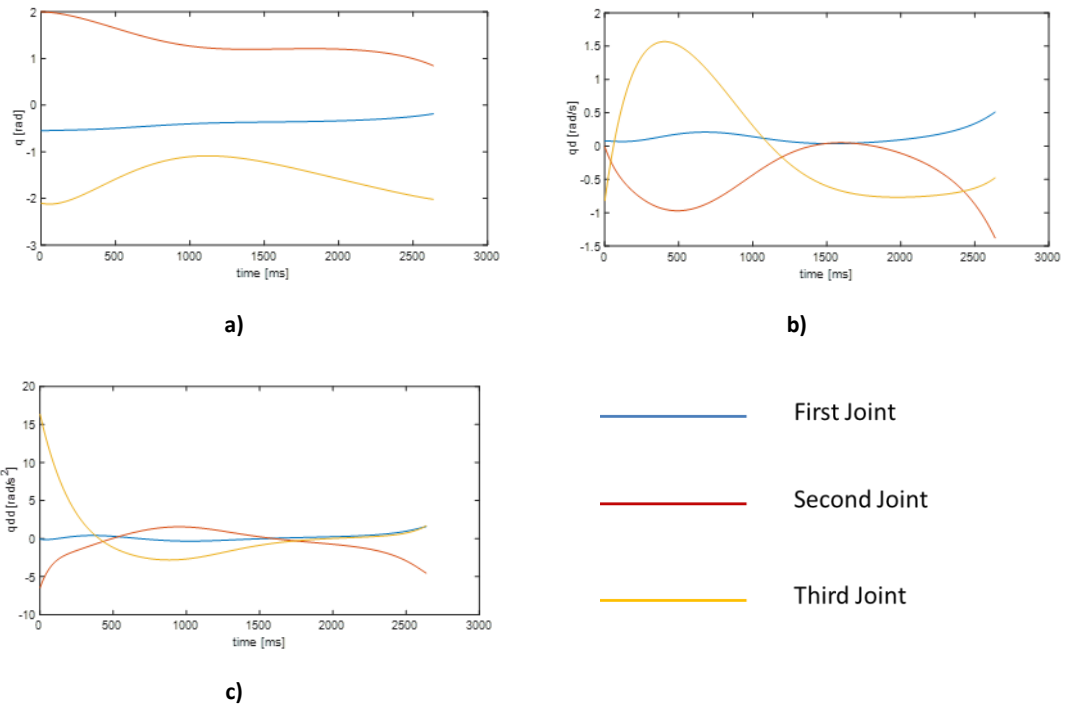 2
1
0
-1
-2
-3
q [rad]
0 500 1000 1500 2000 2500 3000
time [ms]
a)
2
1.5
1
0.5
0
-0.5
-1
-1.5
qd [rad/s]
0 500 1000 1500 2000 2500 3000
time [ms]
b)
20
15
10
5
0
-5
-10
qdd [rad/s²]
0 500 1000 1500 2000 2500 3000
time [ms]
c)
First Joint
Second Joint
Third Joint